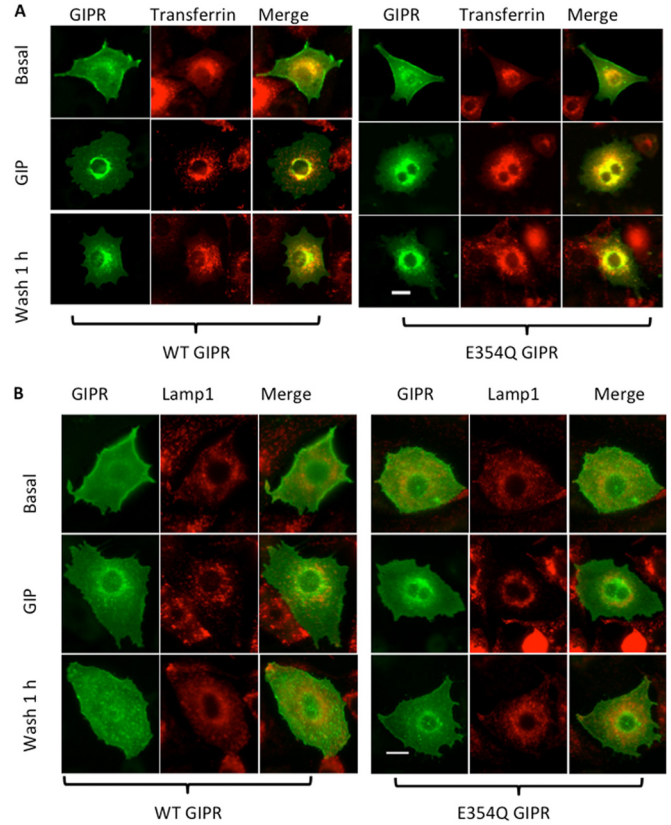 A
GIPR Transferrin Merge GIPR Transferrin Merge
Basal
GIP
Wash 1 h
WT GIPR E354Q GIPR
B
GIPR Lamp1 Merge GIPR Lamp1 Merge
Basal
GIP
Wash 1 h
WT GIPR E354Q GIPR